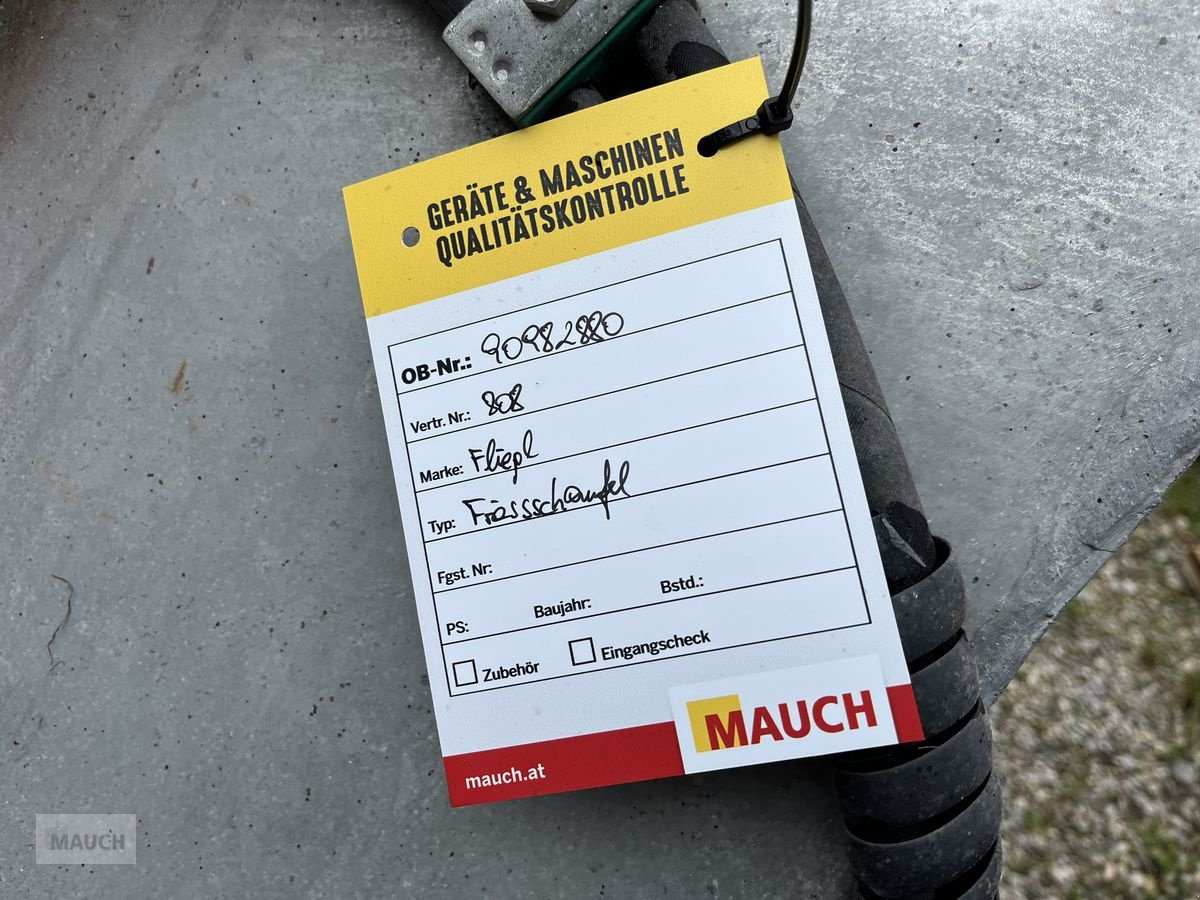 GERÄTE & MASCHINEN
QUALITÄTSKONTROLLE
OB-Nr.: 90982880
Vertr. Nr.: 808
Marke: Fliegl
Typ: Frässschaufel
Fgst. Nr:
PS: Baujahr: Bstd.:
Zubehör Eingangscheck
MAUCH
mauch.at
MAUCH